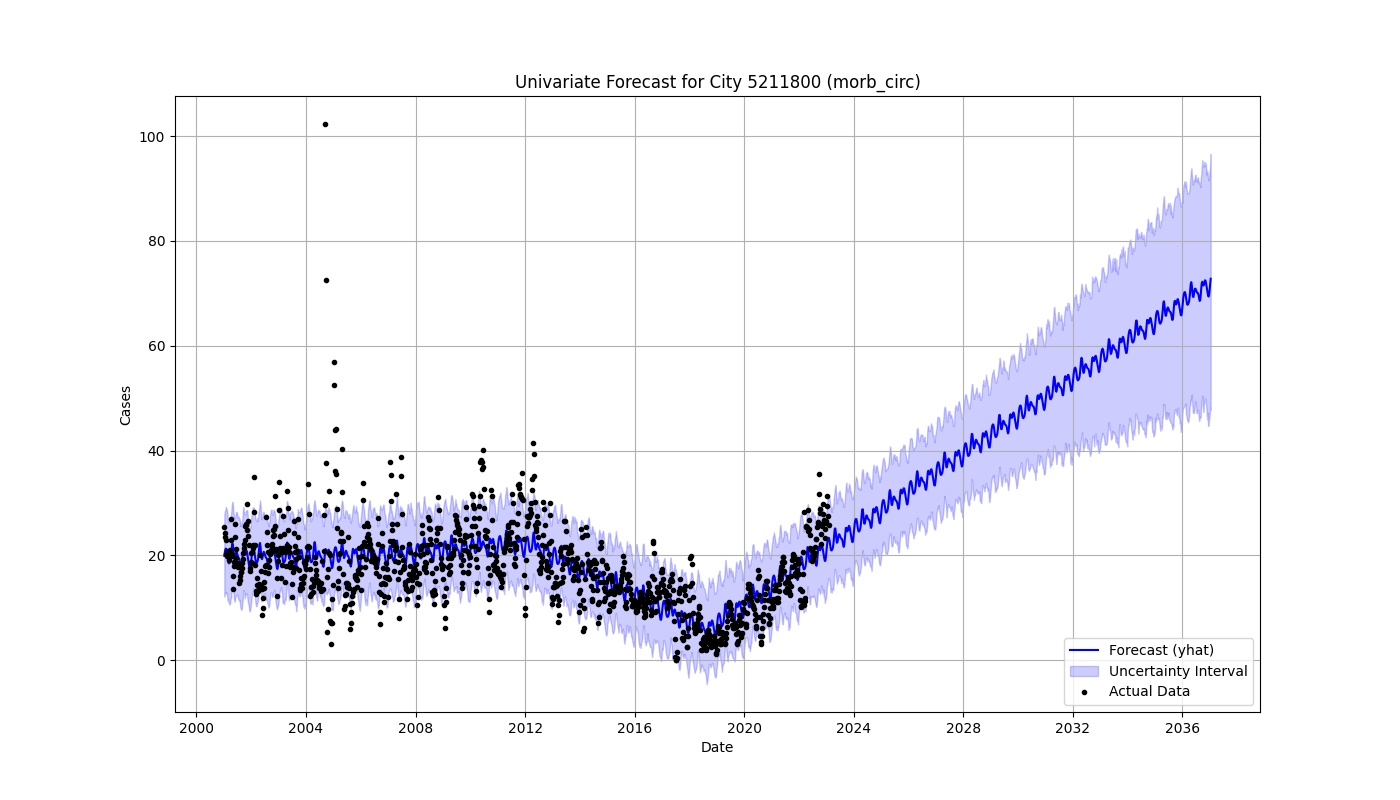 Univariate Forecast for City 5211800 (morb_circ)
100
80
60
40
20
0
Cases
2000 2004 2008 2012 2016 2020 2024 2028 2032 2036
Date
Forecast (yhat)
Uncertainty Interval
Actual Data